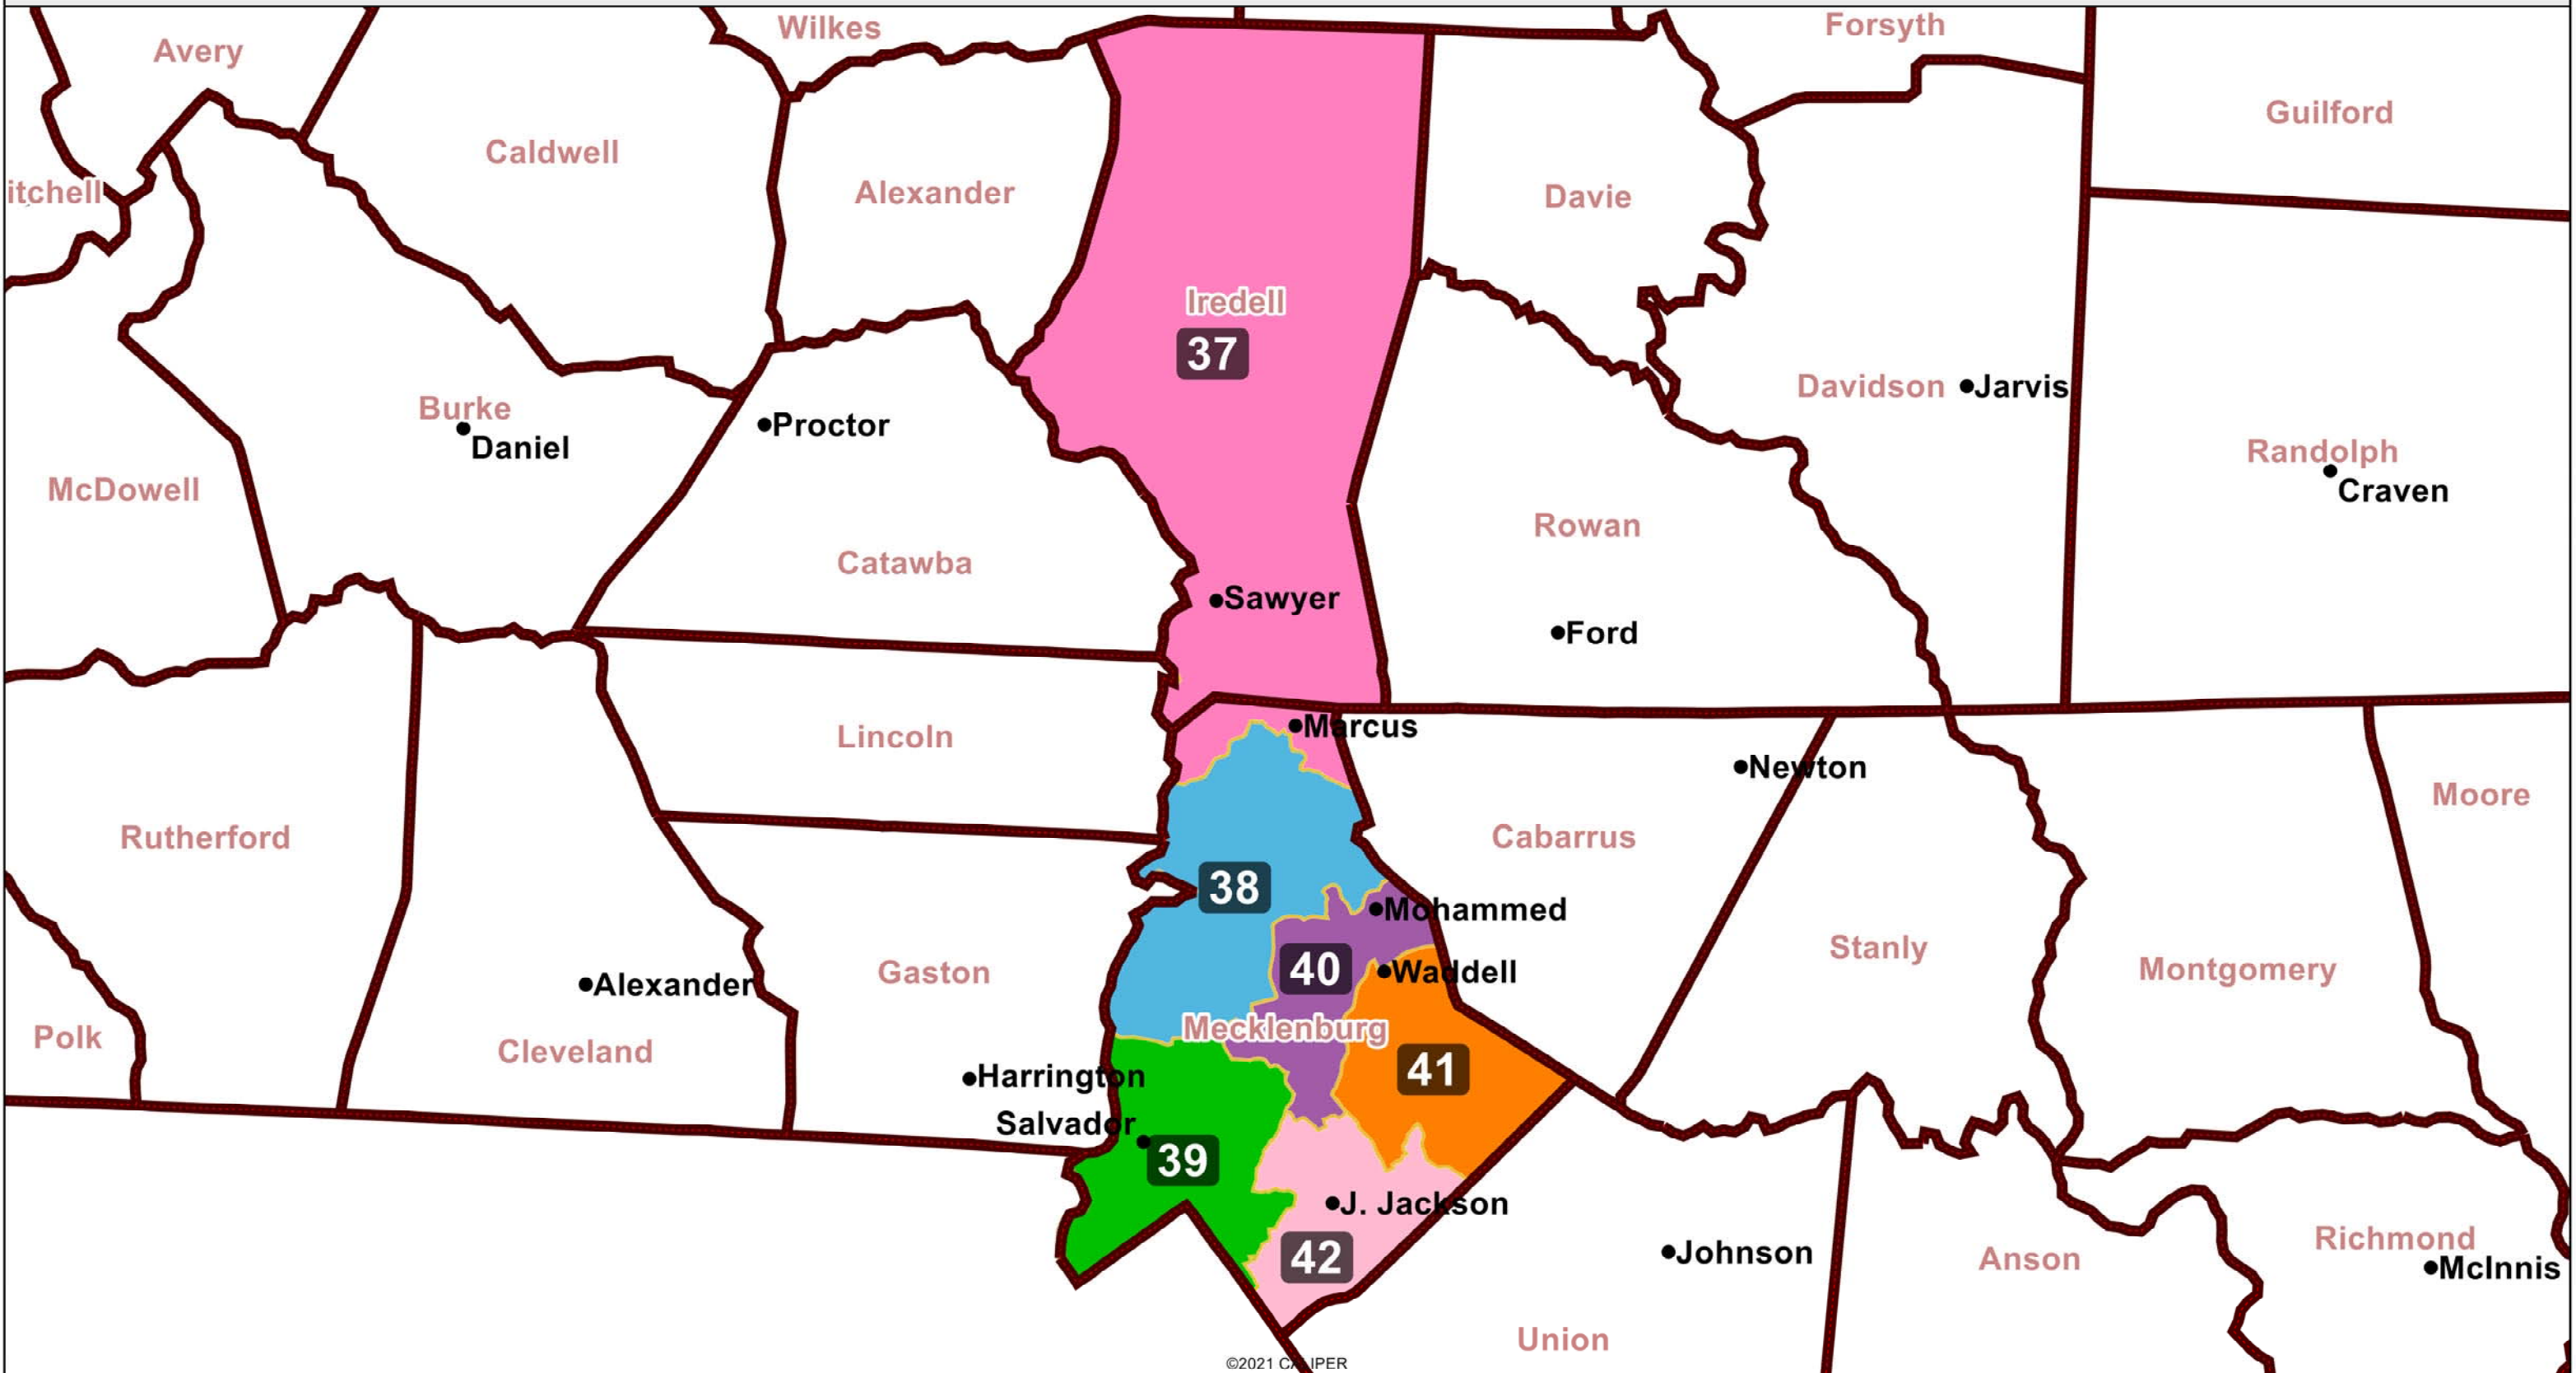 Wilkes
Forsyth
Avery
Guilford
Caldwell
itchell
Alexander
Davie
Iredell
37
Davidson
Jarvis
Burke
Daniel
Proctor
Randolph
Craven
McDowell
Rowan
Catawba
Sawyer
Ford
Lincoln
Marcus
Newton
Moore
Rutherford
Cabarrus
38
Mohammed
Stanly
Gaston
40
Waddell
Montgomery
Alexander
Polk
Cleveland
Mecklenburg
41
Harrington
Salvador
39
J. Jackson
42
Johnson
Anson
Richmond
McInnis
Union
©2021 CALIPER